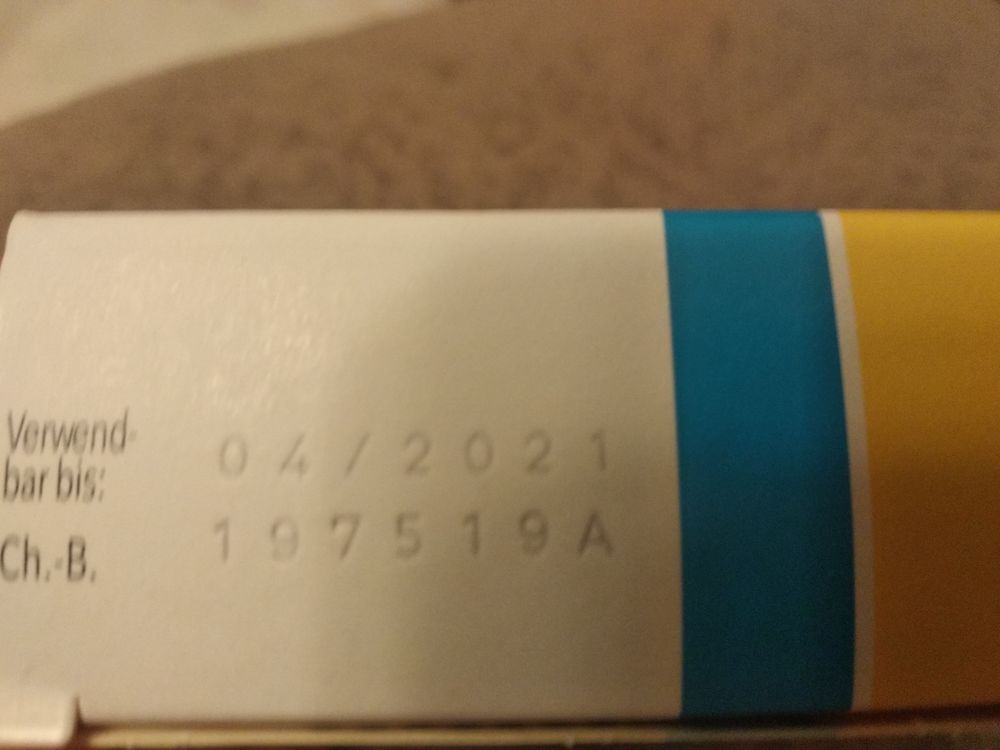 Verwend-
bar bis: 04/2021
Ch.-B. 197519A